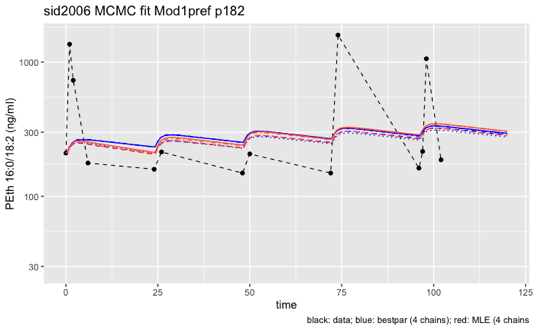 sid2006 MCMC fit Mod1pref p182
PEth 16:0/18:2 (ng/ml)
1000
300
100
30
0
25
50
75
100
125
time
black: data; blue: bestpar (4 chains); red: MLE (4 chains